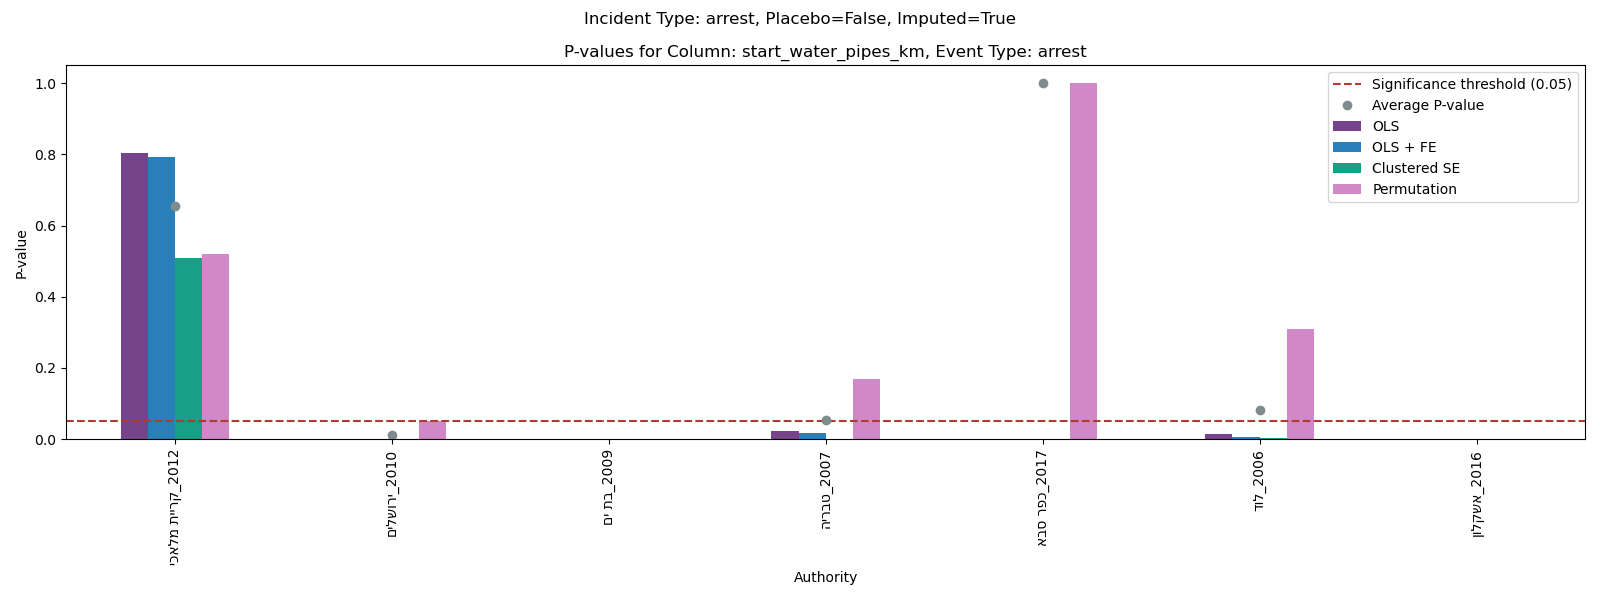 Incident Type: arrest, Placebo=False, Imputed=True
P-values for Column: start_water_pipes_km, Event Type: arrest
Significance threshold (0.05)
Average P-value
OLS
OLS + FE
Clustered SE
Permutation
P-value
1.0
0.8
0.6
0.4
0.2
0.0
קריית מלאכי_2012
ירושלים_2010
בת ים_2009
טבריה_2007
כפר סבא_2017
לוד_2006
אשקלון_2016
Authority